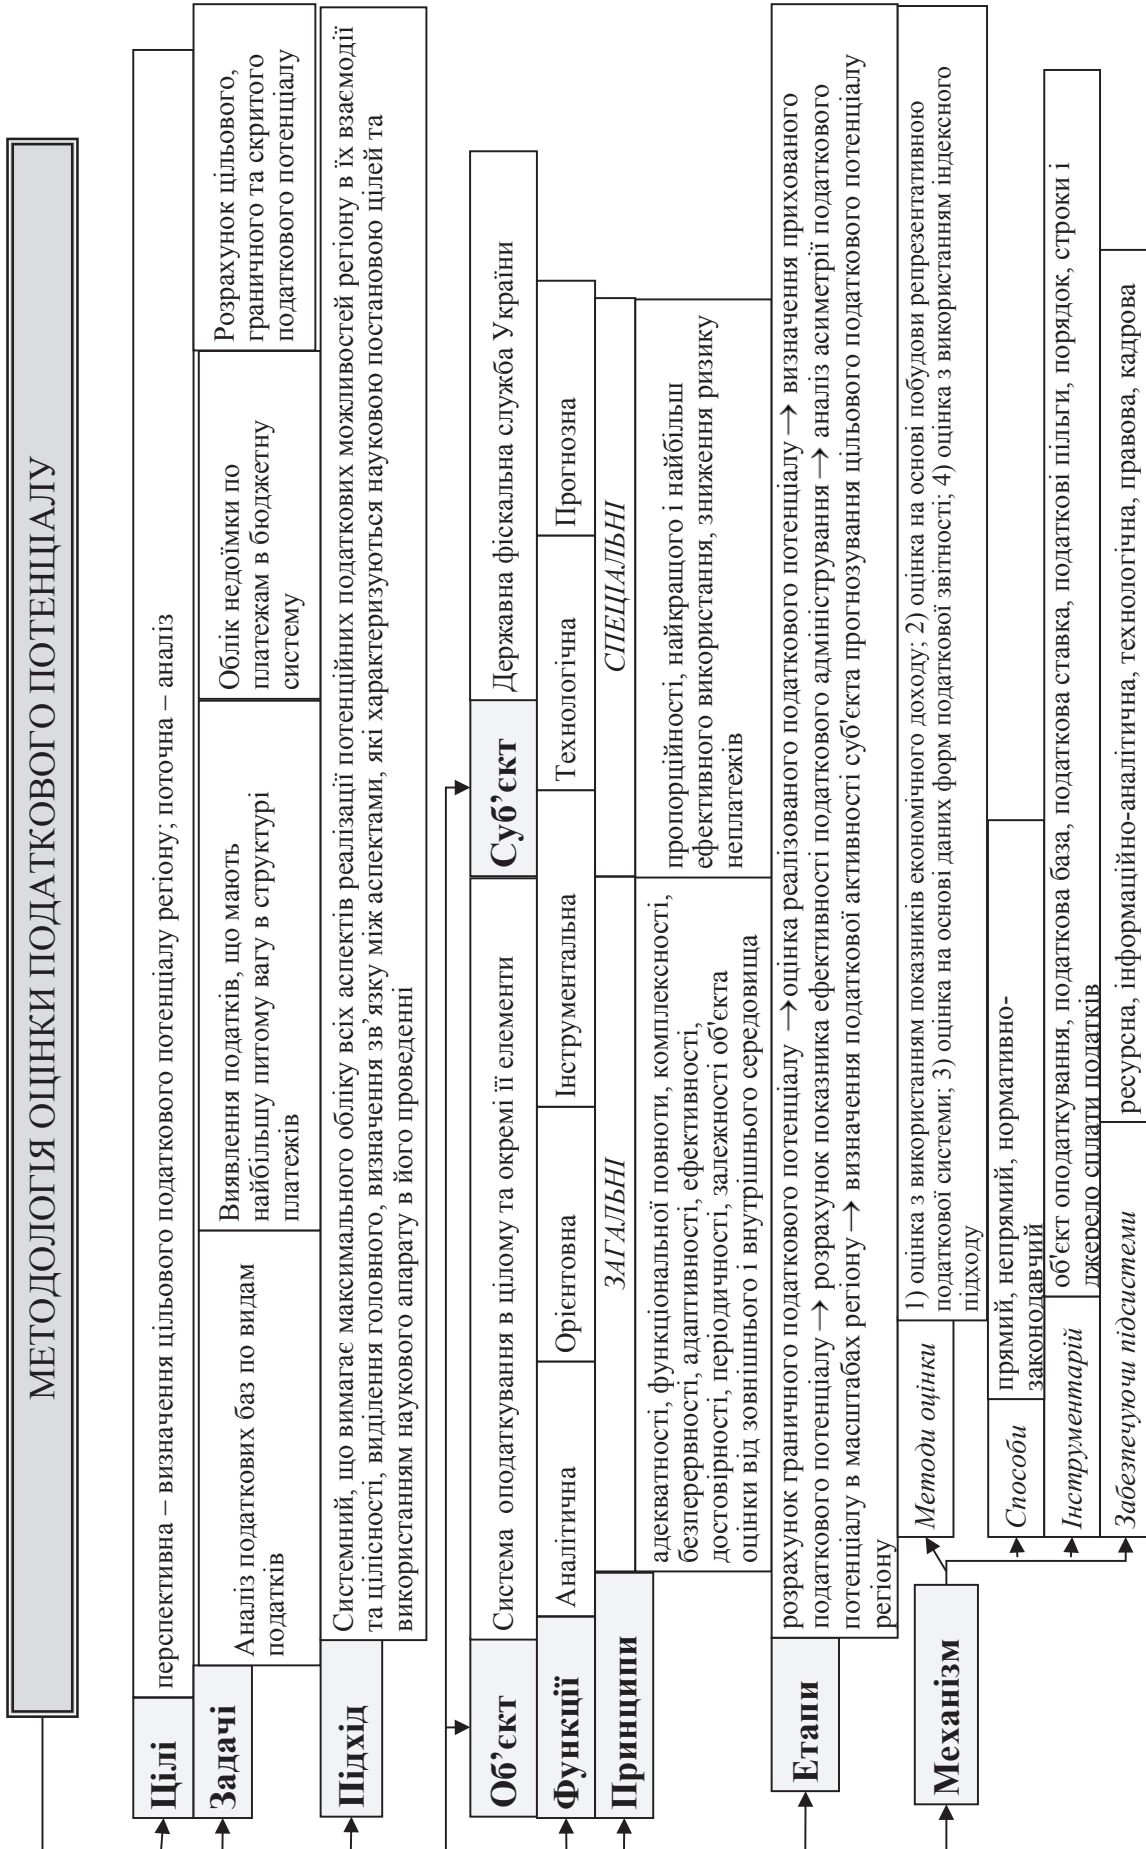 МЕТОДОЛОГІЯ ОЦІНКИ ПОДАТКОВОГО ПОТЕНЦІАЛУ
Цілі
перспективна – визначення цільового податкового потенціалу регіону; поточна – аналіз
Задачі
Аналіз податкових баз по видам
податків
Виявлення податків, що мають
найбільшу питому вагу в структурі
платежів
Облік недоїмки по
платежам в бюджетну
систему
Розрахунок цільового,
граничного та скритого
податкового потенціалу
Підхід
Системний, що вимагає максимального обліку всіх аспектів реалізації потенційних податкових можливостей регіону в їх взаємодії
та цілісності, виділення головного, визначення зв’язку між аспектами, які характеризуються науковою постановою цілей та
використанням наукового апарату в його проведенні
Об’єкт
Система оподаткування в цілому та окремі її елементи
Суб’єкт
Державна фіскальна служба України
Функції
Аналітична
Орієнтовна
Інструментальна
Технологічна
Прогнозна
Принципи
ЗАГАЛЬНІ
СПЕЦІАЛЬНІ
адекватності, функціональної повноти, комплексності,
безперервності, адаптивності, ефективності,
достовірності, періодичності, залежності об'єкта
оцінки від зовнішнього і внутрішнього середовища
пропорційності, найкращого і найбільш
ефективного використання, зниження ризику
неплатежів
Етапи
розрахунок граничного податкового потенціалу → оцінка реалізованого податкового потенціалу → визначення прихованого
податкового потенціалу → розрахунок показника ефективності податкового адміністрування → аналіз асиметрії податкового
потенціалу в масштабах регіону → визначення податкової активності суб'єкта прогнозування цільового податкового потенціалу
регіону
Механізм
Методи оцінки
1) оцінка з використанням показників економічного доходу; 2) оцінка на основі побудови репрезентативною
податкової системи; 3) оцінка на основі даних форм податкової звітності; 4) оцінка з використанням індексного
підходу
Способи
прямий, непрямий, нормативно-
законодавчий
Інструментарій
об'єкт оподаткування, податкова база, податкова ставка, податкові пільги, порядок, строки і
джерело сплати податків
Забезпечуючи підсистеми
ресурсна, інформаційно-аналітична, технологічна, правова, кадрова